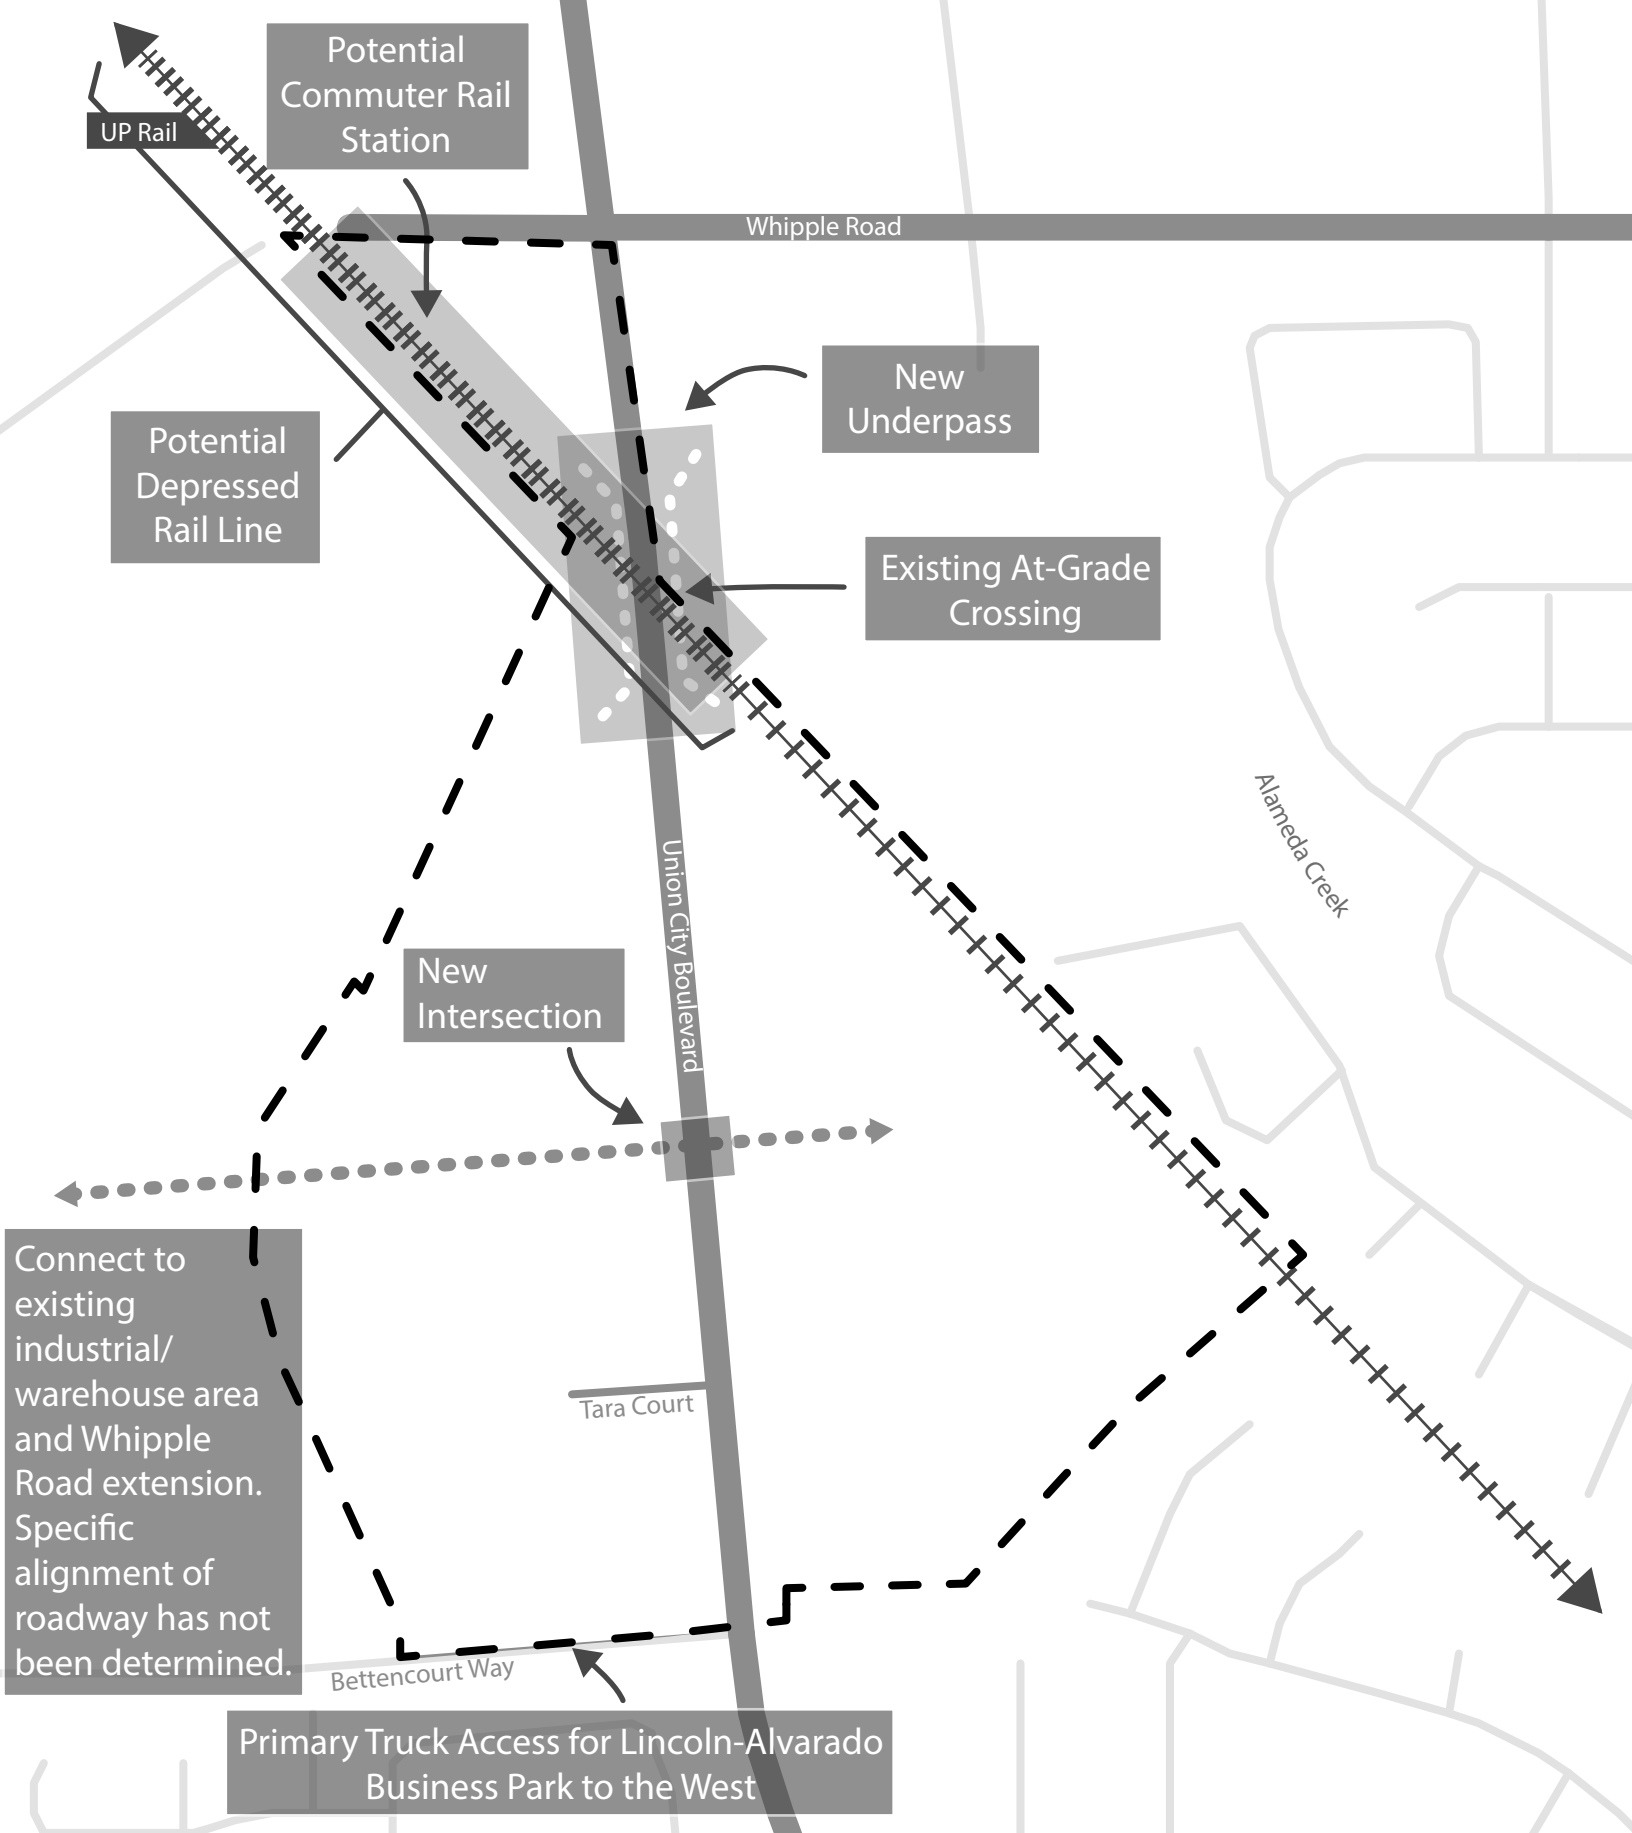 Potential
Commuter Rail
Station
UP Rail
Whipple Road
New
Underpass
Potential
Depressed
Rail Line
Existing At-Grade
Crossing
Alameda Creek
Union City Boulevard
New
Intersection
Connect to
existing
industrial/
warehouse area
and Whipple
Road extension.
Specific
alignment of
roadway has not
been determined.
Tara Court
Bettencourt Way
Primary Truck Access for Lincoln-Alvarado
Business Park to the West